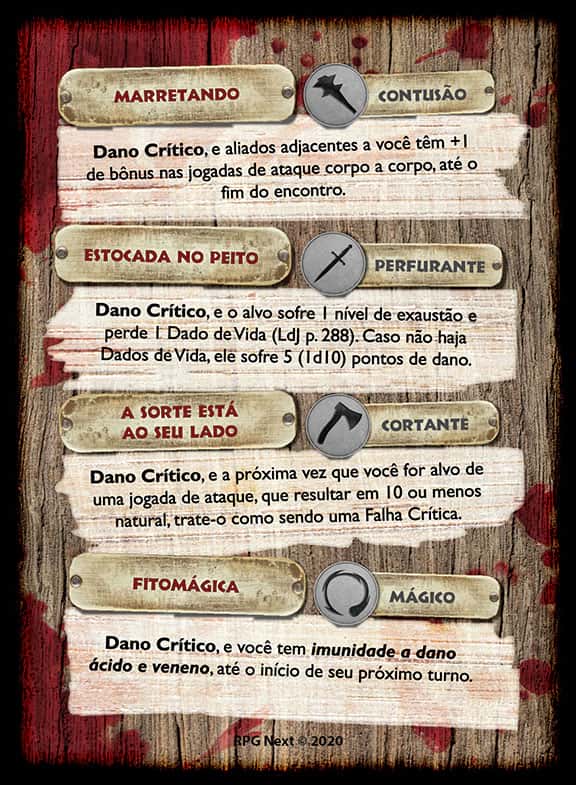 MARRETANDO
CONTUSÃO
Dano Crítico, e aliados adjacentes a você têm +1
de bônus nas jogadas de ataque corpo a corpo, até o
fim do encontro.
ESTOCADA NO PEITO
PERFURANTE
Dano Crítico, e o alvo sofre 1 nível de exaustão e
perde 1 Dado de Vida (LdJ p. 288). Caso não haja
Dados de Vida, ele sofre 5 (1d10) pontos de dano.
A SORTE ESTÁ
AO SEU LADO
CORTANTE
Dano Crítico, e a próxima vez que você for alvo de
uma jogada de ataque, que resultar em 10 ou menos
natural, trate-o como sendo uma Falha Crítica.
FITOMÁGICA
MÁGICO
Dano Crítico, e você tem imunidade a dano
ácido e veneno, até o início de seu próximo turno.
RPG Next © 2020